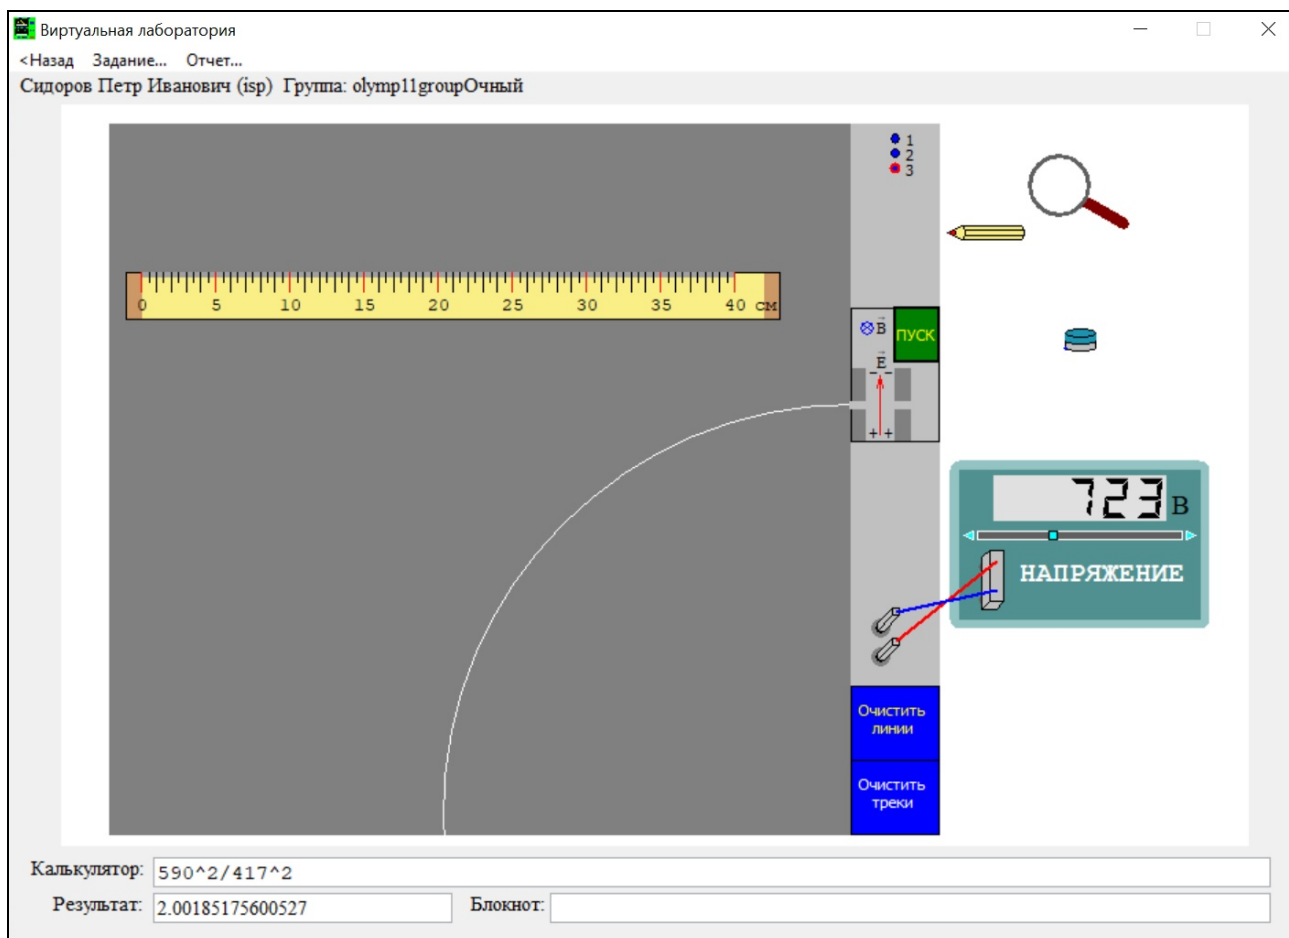 Виртуальная лаборатория
<Назад Задание... Отчет...
Сидоров Петр Иванович (isp) Группа: olymp11groupОчный
1
2
3
0 5 10 15 20 25 30 35 40 см
B
ПУСК
E
- -
++
723 В
НАПРЯЖЕНИЕ
Очистить
линии
Очистить
треки
Калькулятор: 590^2/417^2
Результат: 2.00185175600527 Блокнот: